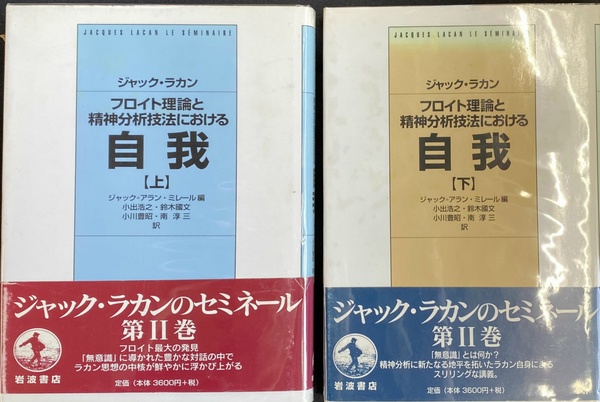 JACQUES LACAN LE SÉMINAIRE
ジャック・ラカン
フロイト理論と
精神分析技法における
自我
【上】
ジャック=アラン・ミレール 編
小出浩之・鈴木國文
小川豊昭・南 淳三
訳
ジャック・ラカンのセミネール
第II巻
フロイト最大の発見
「無意識」に導かれた豊かな対話の中で
ラカン思想の中核が鮮やかに浮かび上がる
岩波書店
定価（本体 3600円+税）
JACQUES LACAN LE SÉMINAIRE
ジャック・ラカン
フロイト理論と
精神分析技法における
自我
【下】
ジャック=アラン・ミレール 編
小出浩之・鈴木國文
小川豊昭・南 淳三
訳
ジャック・ラカンのセミネール
第II巻
「無意識」とは何か？
精神分析に新たなる地平を拓いたラカン自身による
スリリングな講義。
岩波書店
定価（本体 3600円+税）